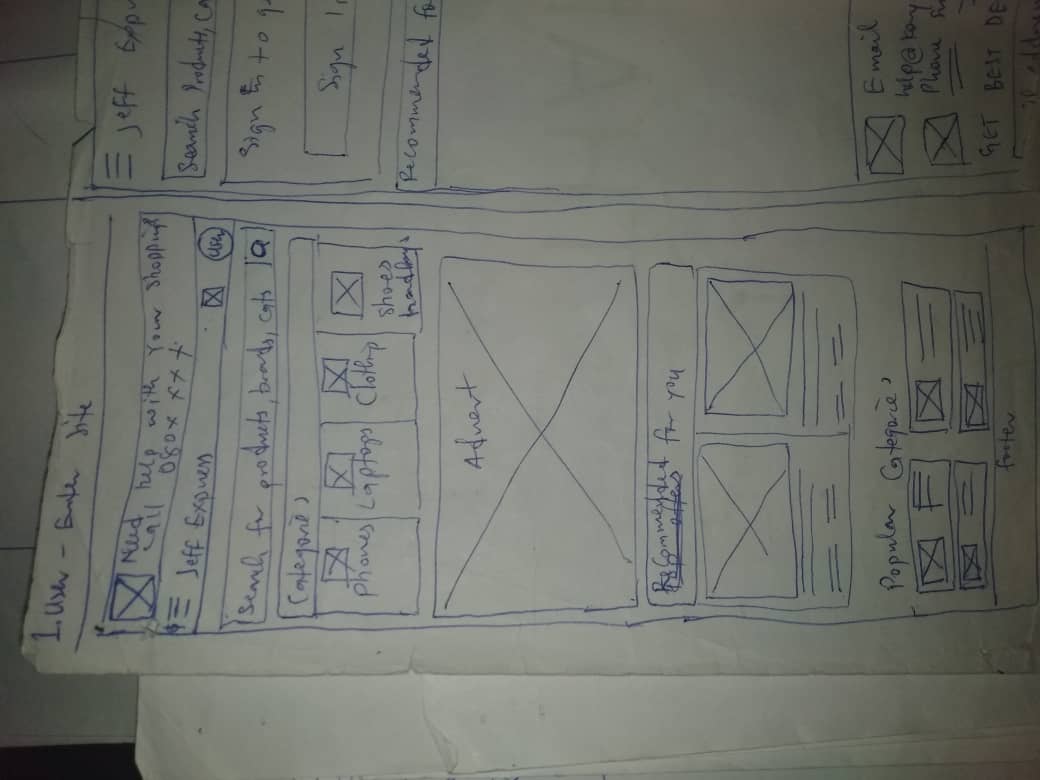 1. User - Enter Site
Need help with Your Shopping
Call 080x xxx
Jeff Express
User
Search for products, brands, cats
Q
Categories
Phones
Laptops
Clothing
Shoes
handbags
Advert
Recommended for you
Popular Categories
footer
Jeff Expr
Search Products, Ca
Sign In to g
Sign In
Recommended fo
Email
Phone
GET BEST DE